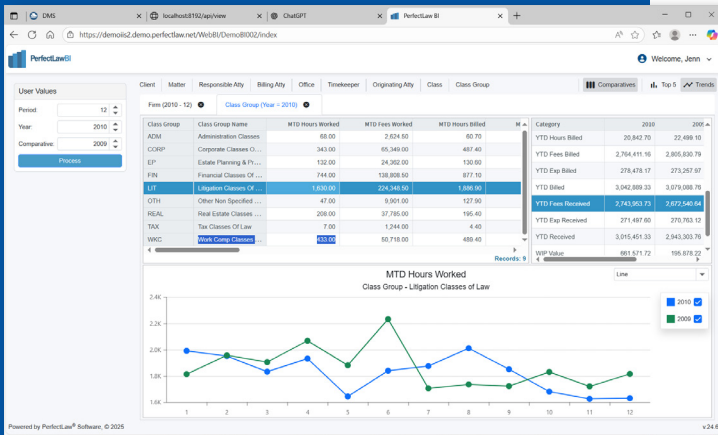 DMS
localhost:8192/api/view
ChatGPT
PerfectLaw BI
https://demoiis2.demo.perfectlaw.net/WebBI/DemoBI002/index
PerfectLawBI
Welcome, Jenn
User Values
Period 12
Year 2010
Comparative 2009
Process
Client Matter Responsible Atty Billing Atty Office Timekeeper Originating Atty Class Class Group
Comparatives Top 5 Trends
Firm (2010 - 12) Class Group (Year = 2010)
Class Group Class Group Name MTD Hours Worked MTD Fees Worked MTD Hours Billed M
ADM Administration Classes 68.00 2,624.50 60.70
CORP Corporate Classes O... 343.00 65,349.00 487.40
EP Estate Planning & Pr... 132.00 24,362.00 130.60
FIN Financial Classes Of ... 744.00 138,808.50 877.10
LIT Litigation Classes Of ... 1,630.00 224,348.50 1,886.90
OTH Other Non Specified ... 47.00 9,901.00 127.90
REAL Real Estate Classes ... 208.00 37,785.00 195.40
TAX Tax Classes Of Law 7.00 1,244.00 4.40
WKC Work Comp Classes ... 433.00 50,718.00 489.40
Records: 9
Category 2010 2009
YTD Hours Billed 20,842.70 22,499.10
YTD Fees Billed 2,764,411.16 2,805,830.79
YTD Exp Billed 278,478.17 273,257.97
YTD Billed 3,042,889.33 3,079,088.76
YTD Fees Received 2,743,953.73 2,672,540.64
YTD Exp Received 271,497.60 270,763.12
YTD Received 3,015,451.33 2,943,303.76
WIP Value 661,571.72 195,878.22
MTD Hours Worked
Class Group - Litigation Classes of Law
Line
2010
2009
2.4K
2.2K
2.0K
1.8K
1.6K
1 2 3 4 5 6 7 8 9 10 11 12
Powered by PerfectLaw® Software, © 2025
v.24.6